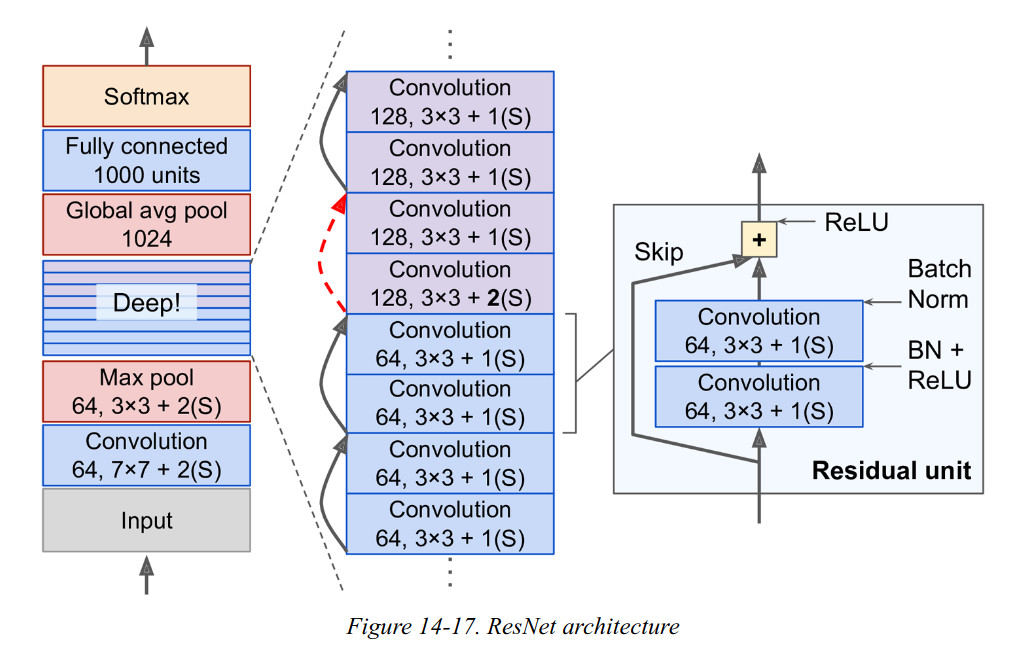 Softmax
Fully connected
1000 units
Global avg pool
1024
Deep!
Max pool
64, 3×3 + 2(S)
Convolution
64, 7×7 + 2(S)
Input
Convolution
128, 3×3 + 1(S)
Convolution
128, 3×3 + 1(S)
Convolution
128, 3×3 + 1(S)
Convolution
128, 3×3 + 2(S)
Convolution
64, 3×3 + 1(S)
Convolution
64, 3×3 + 1(S)
Convolution
64, 3×3 + 1(S)
Convolution
64, 3×3 + 1(S)
+
ReLU
Skip
Batch
Norm
Convolution
64, 3×3 + 1(S)
BN +
ReLU
Convolution
64, 3×3 + 1(S)
Residual unit
Figure 14-17. ResNet architecture